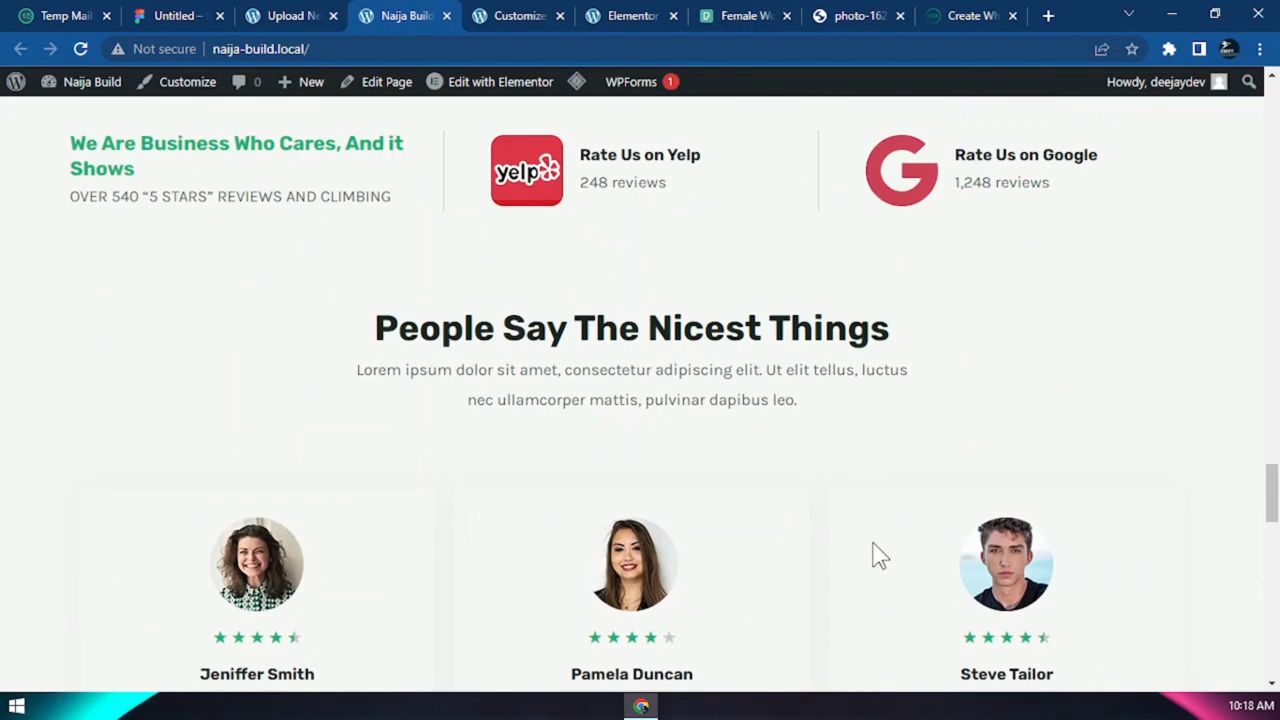 Temp Mail
Untitled –
Upload Ne
Naija Build
Customize
Elementor
Female Wo
photo-162
Create Wh
Not secure
naija-build.local/
Naija Build
Customize
0
New
Edit Page
Edit with Elementor
WPForms 1
Howdy, deejaydev
We Are Business Who Cares, And it
Shows
OVER 540 “5 STARS” REVIEWS AND CLIMBING
yelp
Rate Us on Yelp
248 reviews
G
Rate Us on Google
1,248 reviews
People Say The Nicest Things
Lorem ipsum dolor sit amet, consectetur adipiscing elit. Ut elit tellus, luctus
nec ullamcorper mattis, pulvinar dapibus leo.
Jeniffer Smith
Pamela Duncan
Steve Tailor
10:18 AM